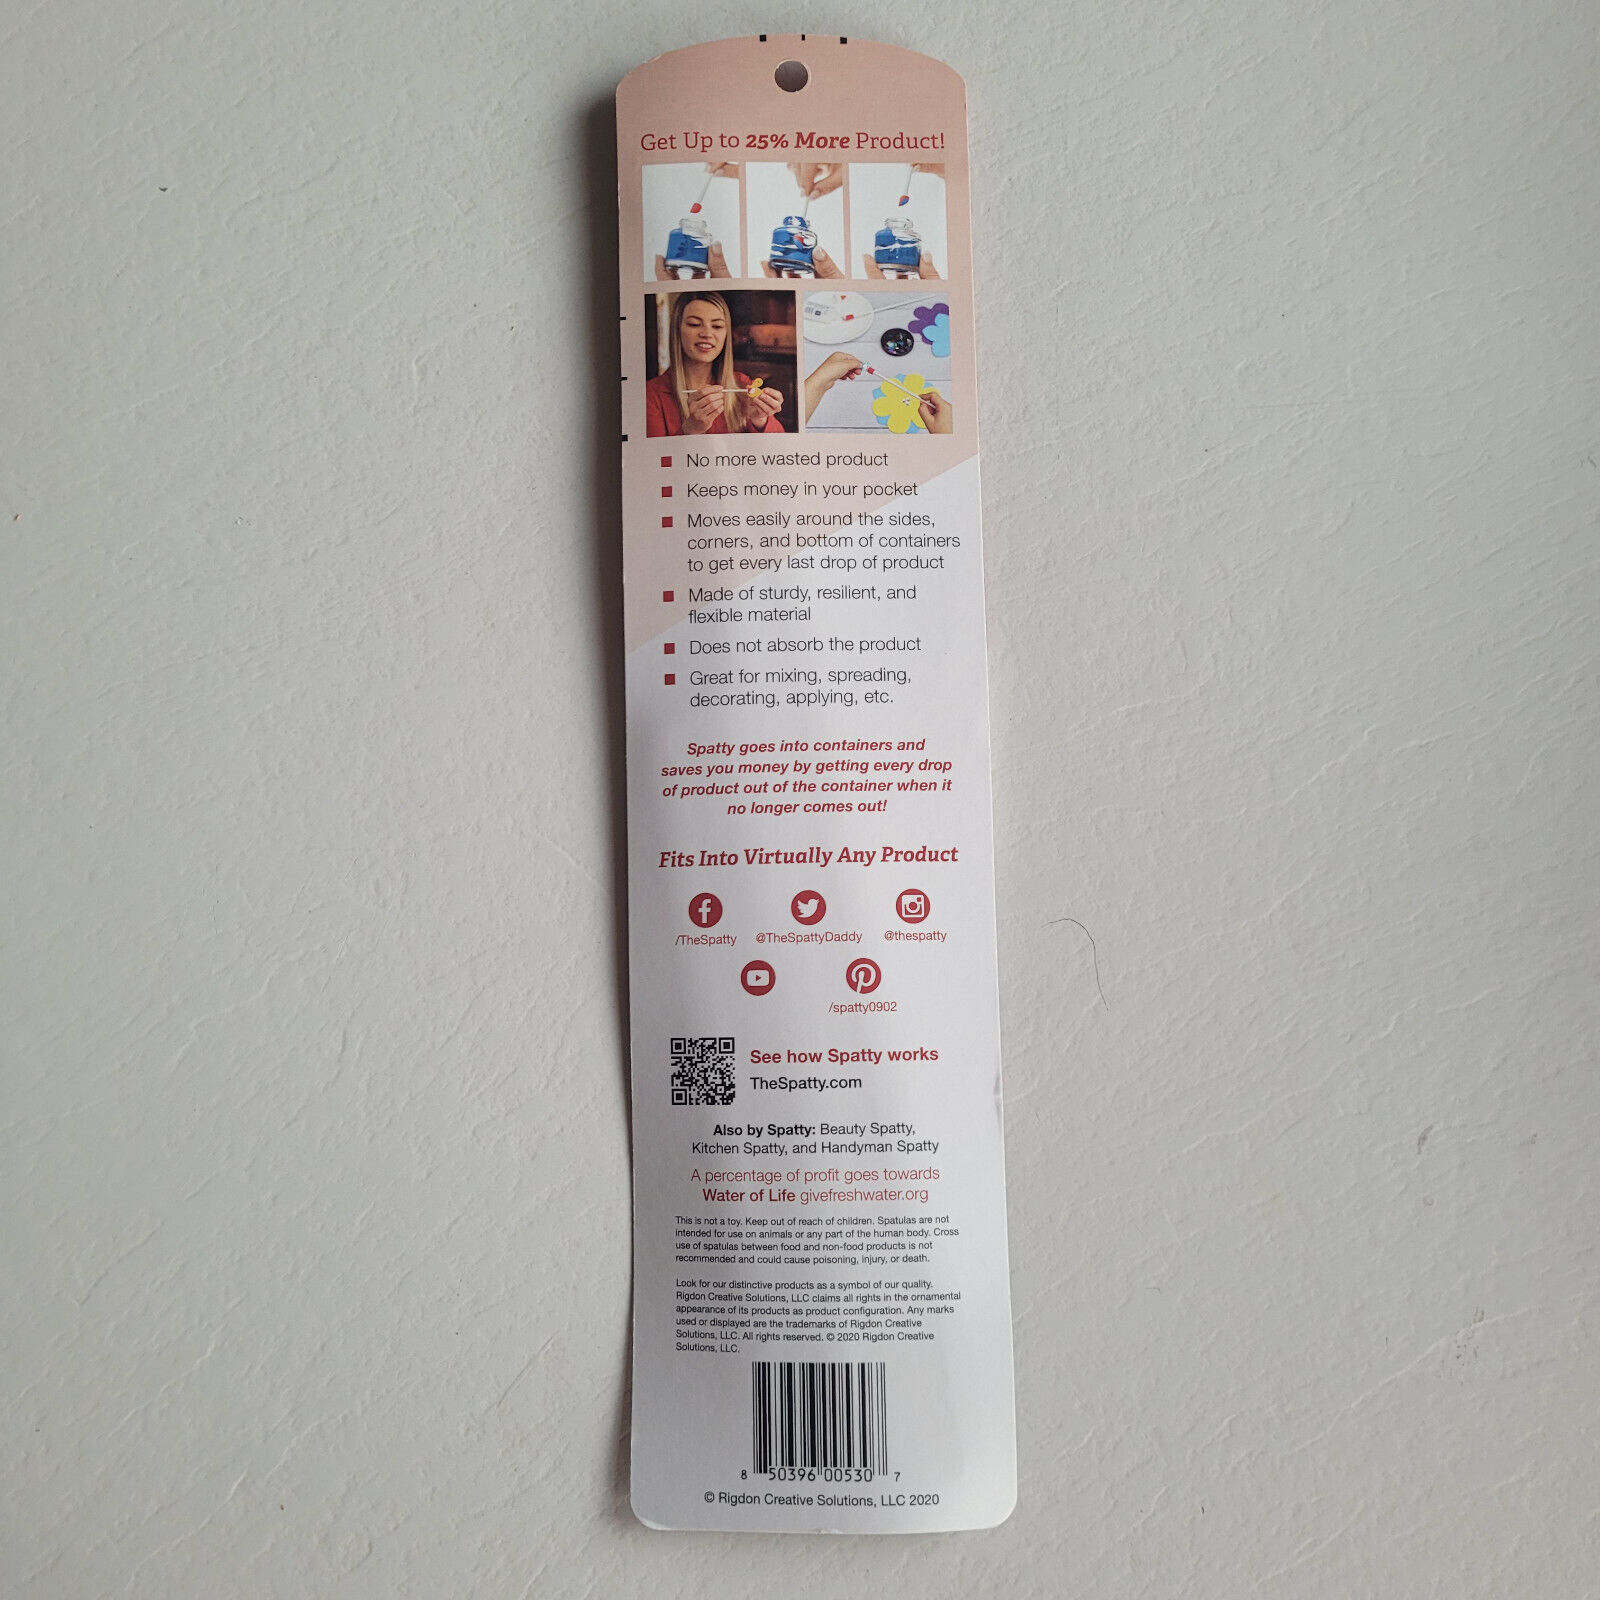 Get Up to 25% More Product!
No more wasted product
Keeps money in your pocket
Moves easily around the sides,
corners, and bottom of containers
to get every last drop of product
Made of sturdy, resilient, and
flexible material
Does not absorb the product
Great for mixing, spreading,
decorating, applying, etc.
Spatty goes into containers and
saves you money by getting every drop
of product out of the container when it
no longer comes out!
Fits Into Virtually Any Product
/TheSpatty
@TheSpattyDaddy
@thespatty
/spatty0902
See how Spatty works
TheSpatty.com
Also by Spatty: Beauty Spatty,
Kitchen Spatty, and Handyman Spatty
A percentage of profit goes towards
Water of Life givefreshwater.org
This is not a toy. Keep out of reach of children. Spatulas are not
intended for use on animals or any part of the human body. Cross
use of spatulas between food and non-food products is not
recommended and could cause poisoning, injury, or death.
Look for our distinctive products as a symbol of our quality.
Rigdon Creative Solutions, LLC claims all rights in the ornamental
appearance of its products as product configuration. Any marks
used or displayed are the trademarks of Rigdon Creative
Solutions, LLC. All rights reserved. © 2020 Rigdon Creative
Solutions, LLC.
8 50396 00530 7
© Rigdon Creative Solutions, LLC 2020